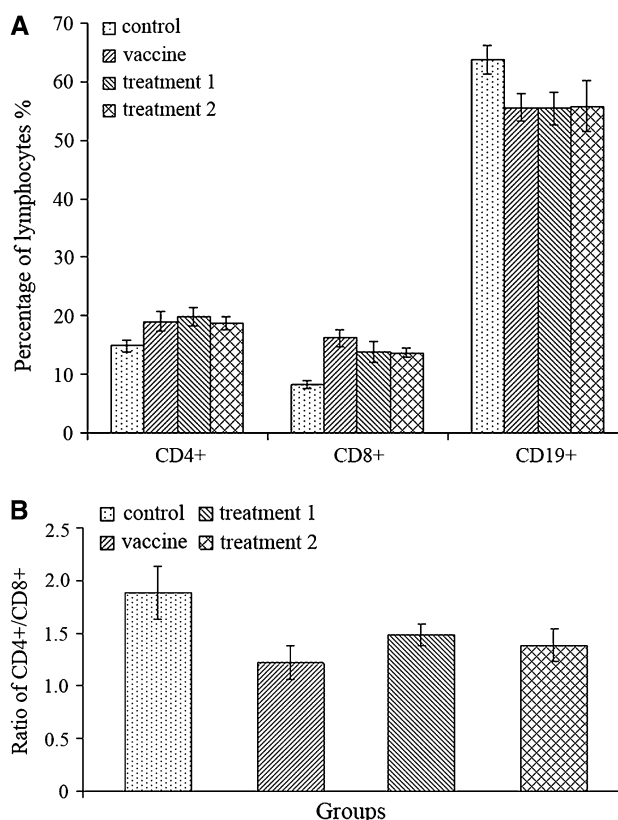 A
70
control
vaccine
treatment 1
treatment 2
60
50
40
30
20
10
0
Percentage of lymphocytes %
CD4+ CD8+ CD19+
B
control treatment 1
vaccine treatment 2
2.5
2.0
1.5
1.0
0.5
0
Ratio of CD4+/CD8+
Groups